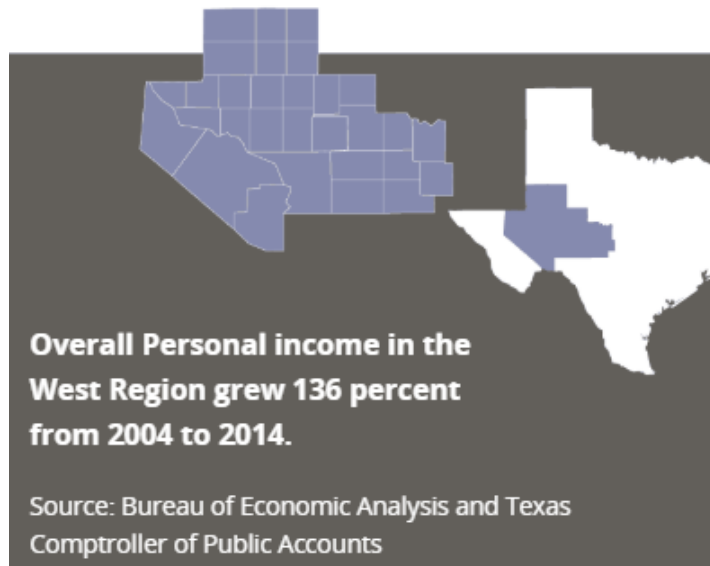 Overall Personal income in the
West Region grew 136 percent
from 2004 to 2014.
Source: Bureau of Economic Analysis and Texas
Comptroller of Public Accounts